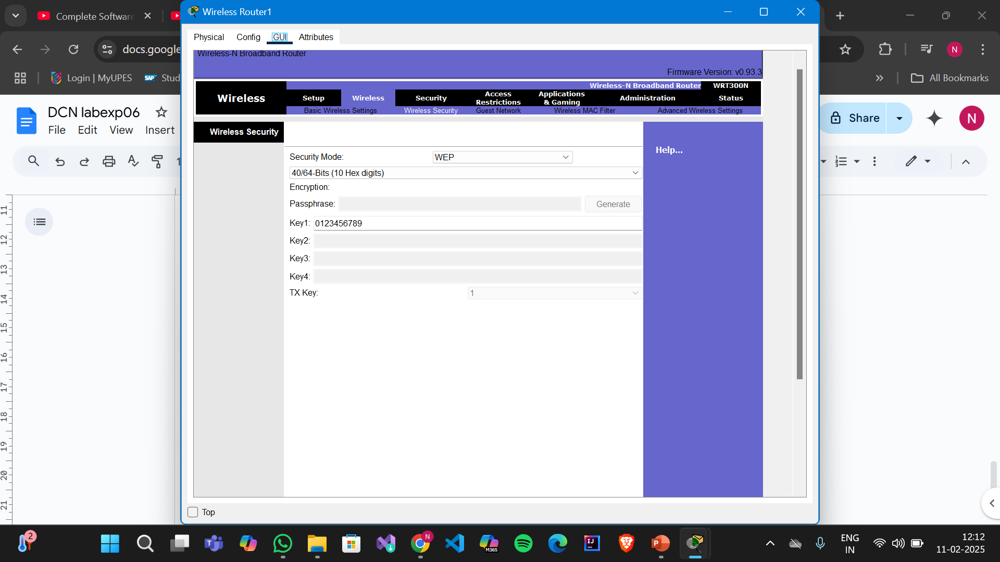 Complete Software
Wireless Router1
docs.google
N
Login | MyUPES
SAP
Stud
All Bookmarks
DCN labexp06
File Edit View Insert
Share
N
Physical Config GUI Attributes
Wireless-N Broadband Router
Firmware Version: v0.93.3
Wireless-N Broadband Router WRT300N
Wireless
Setup Wireless Security Access Restrictions Applications & Gaming Administration Status
Basic Wireless Settings Wireless Security Guest Network Wireless MAC Filter Advanced Wireless Settings
Wireless Security
Help...
Security Mode: WEP
40/64-Bits (10 Hex digits)
Encryption:
Passphrase: Generate
Key1: 0123456789
Key2:
Key3:
Key4:
TX Key: 1
11
12
13
14
15
16
17
18
19
20
21
Top
2
N
M365
IJ
P
ENG
IN
12:12
11-02-2025